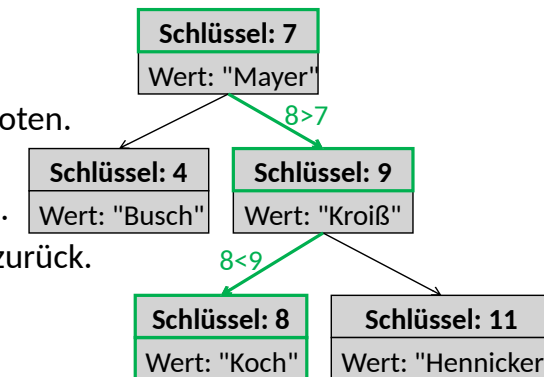 Schlüssel: 7
Wert: "Mayer"
oten.
8>7
Schlüssel: 4
Wert: "Busch"
.
zurück.
Schlüssel: 9
Wert: "Kroiß"
8<9
Schlüssel: 8
Wert: "Koch"
Schlüssel: 11
Wert: "Hennicker